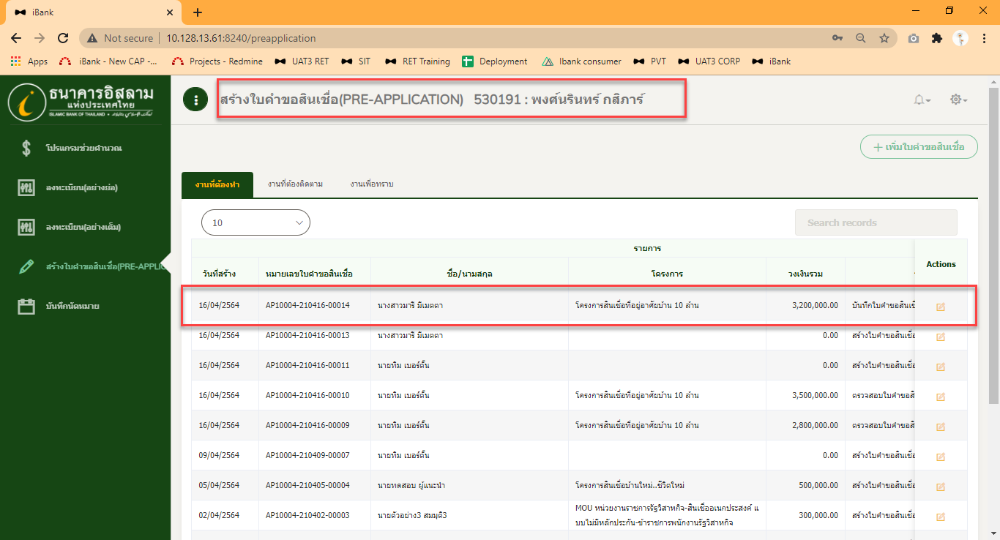 iBank
Not secure
10.128.13.61:8240/preapplication
Apps
iBank - New CAP -...
Projects - Redmine
UAT3 RET
SIT
RET Training
Deployment
Ibank consumer
PVT
UAT3 CORP
iBank
ธนาคารอิสลาม
แห่งประเทศไทย
ISLAMIC BANK OF THAILAND
สร้างใบคำขอสินเชื่อ(PRE-APPLICATION) 530191 : พงศ์นรินทร์ กสิภาร์
เพิ่มใบคำขอสินเชื่อ
โปรแกรมช่วยคำนวณ
ลงทะเบียน(อย่างย่อ)
ลงทะเบียน(อย่างเต็ม)
สร้างใบคำขอสินเชื่อ(PRE-APPLIC
บันทึกนัดหมาย
งานที่ต้องทำ งานที่ต้องติดตาม งานเพื่อทราบ
10
Search records
รายการ
Actions
วันที่สร้าง หมายเลขใบคำขอสินเชื่อ ชื่อ/นามสกุล โครงการ วงเงินรวม
16/04/2564 AP10004-210416-00014 นางสาวมารี มีเมตตา โครงการสินเชื่อที่อยู่อาศัยบ้าน 10 ล้าน 3,200,000.00 บันทึกใบคำขอสินเชื่
16/04/2564 AP10004-210416-00013 นางสาวมารี มีเมตตา 0.00 สร้างใบคำขอสินเชื่อ
16/04/2564 AP10004-210416-00011 นายทิม เบอร์ตั้น 0.00 สร้างใบคำขอสินเชื่อ
16/04/2564 AP10004-210416-00010 นายทิม เบอร์ตั้น โครงการสินเชื่อที่อยู่อาศัยบ้าน 10 ล้าน 3,500,000.00 ตรวจสอบใบคำขอสิ
16/04/2564 AP10004-210416-00009 นายทิม เบอร์ตั้น โครงการสินเชื่อที่อยู่อาศัยบ้าน 10 ล้าน 2,800,000.00 ตรวจสอบใบคำขอสิ
09/04/2564 AP10004-210409-00007 นายทิม เบอร์ตั้น 0.00 สร้างใบคำขอสินเชื่อ
05/04/2564 AP10004-210405-00004 นายทดสอบ ผู้แนะนำ โครงการสินเชื่อบ้านใหม่..ชีวิตใหม่ 500,000.00 สร้างใบคำขอสินเชื่อ
02/04/2564 AP10004-210402-00003 นายตัวอย่าง3 สมมุติ3 MOU หน่วยงานราชการรัฐวิสาหกิจ-สินเชื่ออเนกประสงค์ แ 300,000.00 สร้างใบคำขอสินเชื่อ
บบไม่มีหลักประกัน-ข้าราชการพนักงานรัฐวิสาหกิจ